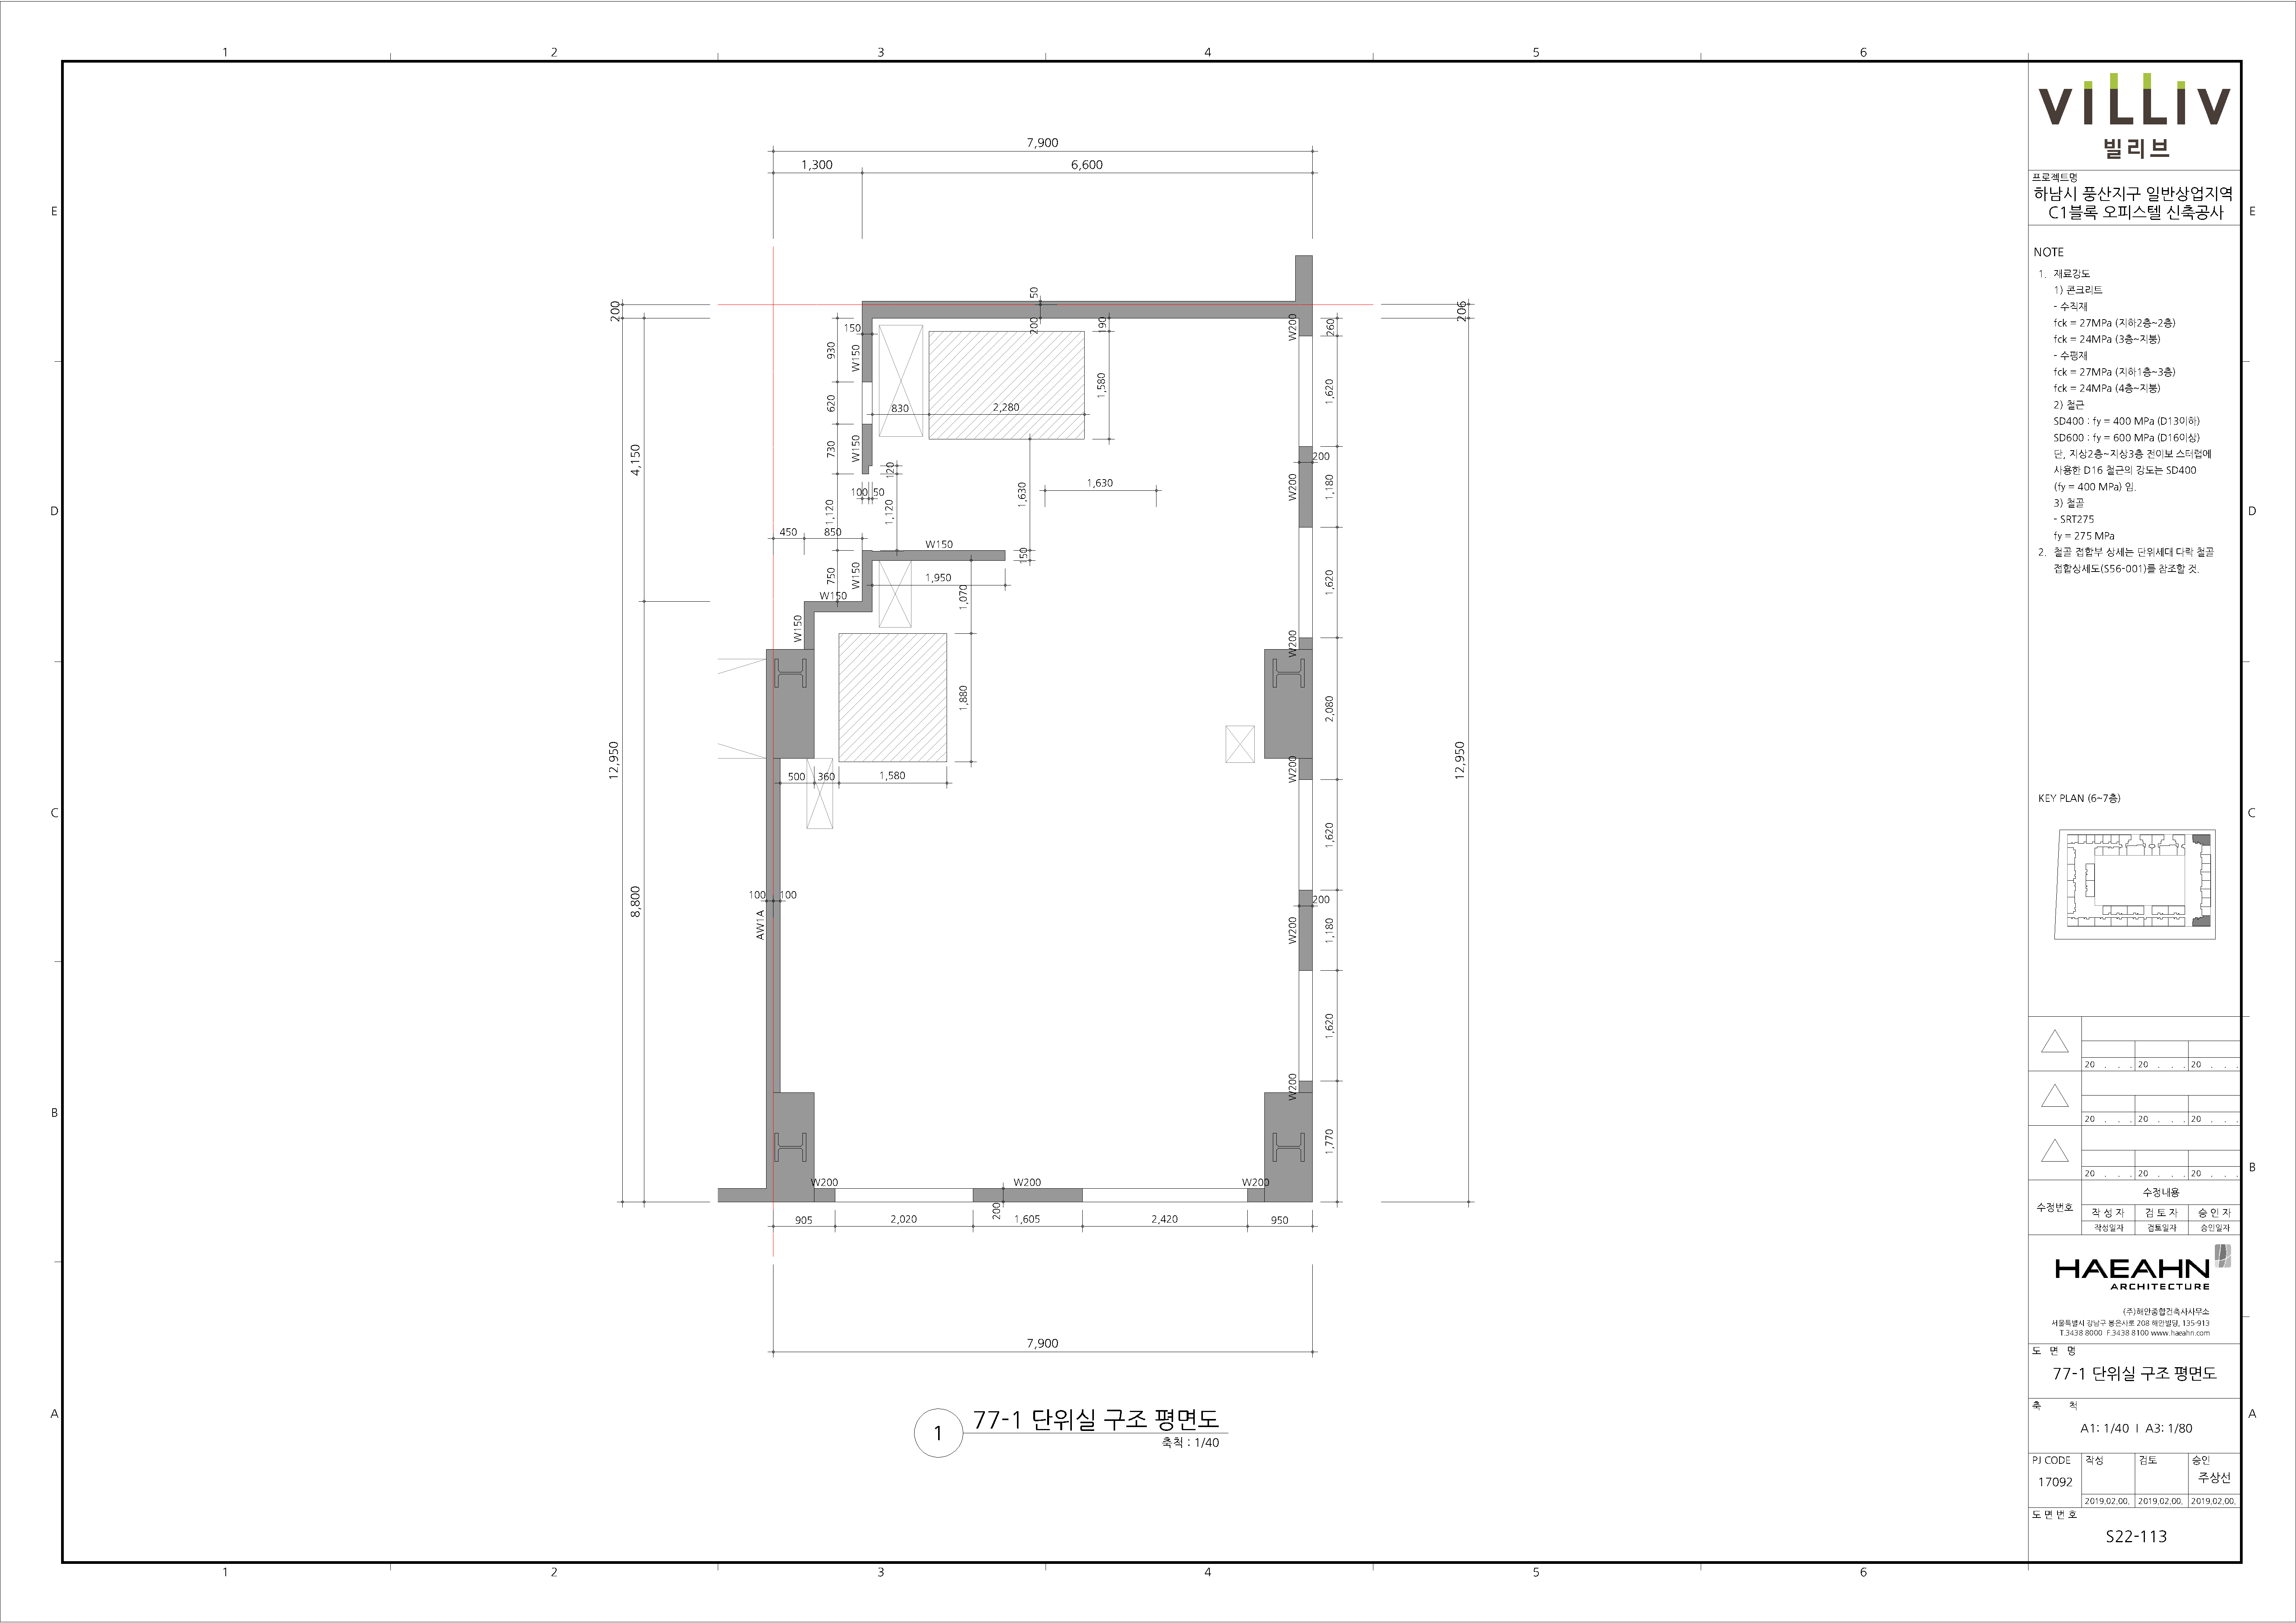 1 2 3 4 5 6
E
D
C
B
A
7,900
1,300
6,600
200
4,150
12,950
8,800
50
200
190
150
930
W150
620
730
W150
830
2,280
1,580
120
100
50
1,120
1,120
1,630
1,630
450
850
W150
150
750
W150
1,950
1,070
W150
W150
1,880
500
360
1,580
100
100
AW1A
W200
260
1,620
200
W200
1,180
1,620
W200
2,080
W200
1,620
200
W200
1,180
1,620
W200
1,770
206
12,950
W200
W200
W200
905
2,020
200
1,605
2,420
950
7,900
1
77-1 단위실 구조 평면도
축척 : 1/40
1 2 3 4 5 6
E
D
C
B
A
VILLIV
빌리브
프로젝트명
하남시 풍산지구 일반상업지역
C1블록 오피스텔 신축공사
NOTE
1. 재료강도
1) 콘크리트
- 수직재
fck = 27MPa (지하2층~2층)
fck = 24MPa (3층~지붕)
- 수평재
fck = 27MPa (지하1층~3층)
fck = 24MPa (4층~지붕)
2) 철근
SD400 : fy = 400 MPa (D13이하)
SD600 : fy = 600 MPa (D16이상)
단, 지상2층~지상3층 전이보 스터럽에
사용한 D16 철근의 강도는 SD400
(fy = 400 MPa) 임.
3) 철골
- SRT275
fy = 275 MPa
2. 철골 접합부 상세는 단위세대 다락 철골
접합상세도(S56-001)를 참조할 것.
KEY PLAN (6~7층)
20 . . . 20 . . . 20 . . .
20 . . . 20 . . . 20 . . .
20 . . . 20 . . . 20 . . .
수정번호
수정내용
작 성 자 검 토 자 승 인 자
작성일자 검토일자 승인일자
HAEAHN
ARCHITECTURE
(주)해안종합건축사사무소
서울특별시 강남구 봉은사로 208 해안빌딩, 135-913
T.3438 8000 F.3438 8100 www.haeahn.com
도 면 명
77-1 단위실 구조 평면도
축 척
A1: 1/40 | A3: 1/80
PJ CODE 작성 검토 승인
17092 주상선
2019.02.00. 2019.02.00. 2019.02.00.
도 면 번 호
S22-113